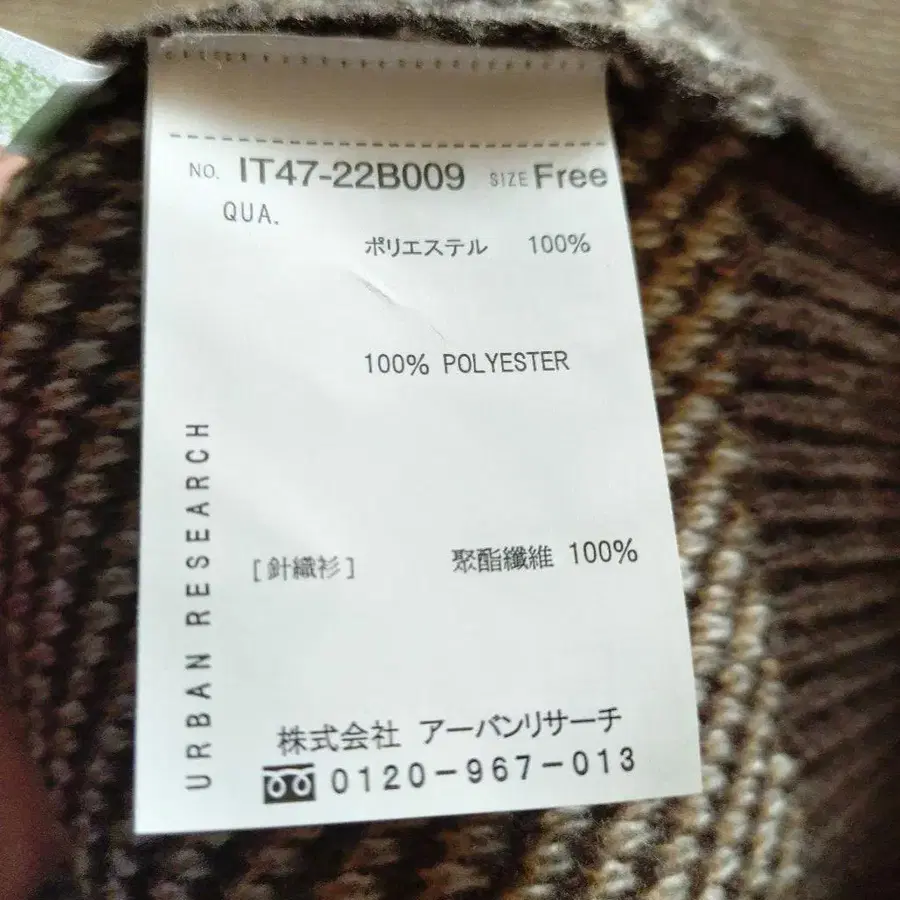 NO. IT47-22B009 SIZE Free
QUA.
ポリエステル 100%
100% POLYESTER
URBAN RESEARCH
[針織衫] 聚酯纖維 100%
株式会社 アーバンリサーチ
0120-967-013